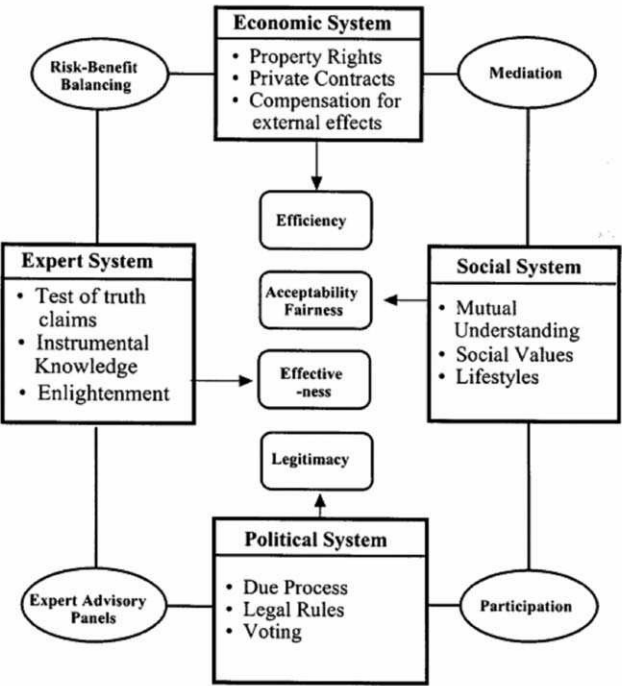 Economic System
• Property Rights
• Private Contracts
• Compensation for
external effects
Risk-Benefit
Balancing
Mediation
Efficiency
Expert System
• Test of truth
claims
• Instrumental
Knowledge
• Enlightenment
Acceptability
Fairness
Effective
-ness
Legitimacy
Social System
• Mutual
Understanding
• Social Values
• Lifestyles
Political System
• Due Process
• Legal Rules
• Voting
Expert Advisory
Panels
Participation